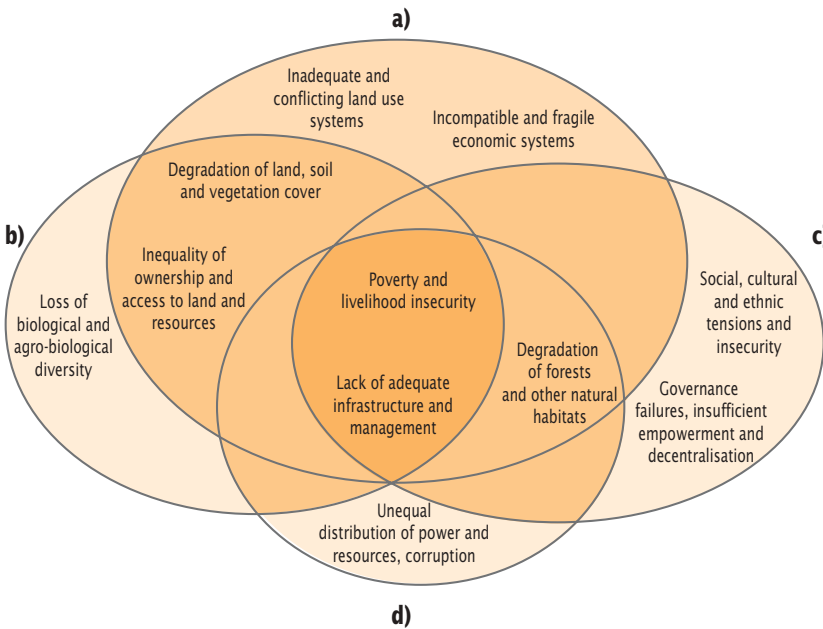 a)
Inadequate and
conflicting land use
systems
Incompatible and fragile
economic systems
Degradation of land, soil
and vegetation cover
b)
c)
Inequality of
ownership and
access to land and
resources
Loss of
biological and
agro-biological
diversity
Poverty and
livelihood insecurity
Social, cultural
and ethnic
tensions and
insecurity
Degradation
of forests
and other natural
habitats
Lack of adequate
infrastructure and
management
Governance
failures, insufficient
empowerment and
decentralisation
Unequal
distribution of power and
resources, corruption
d)